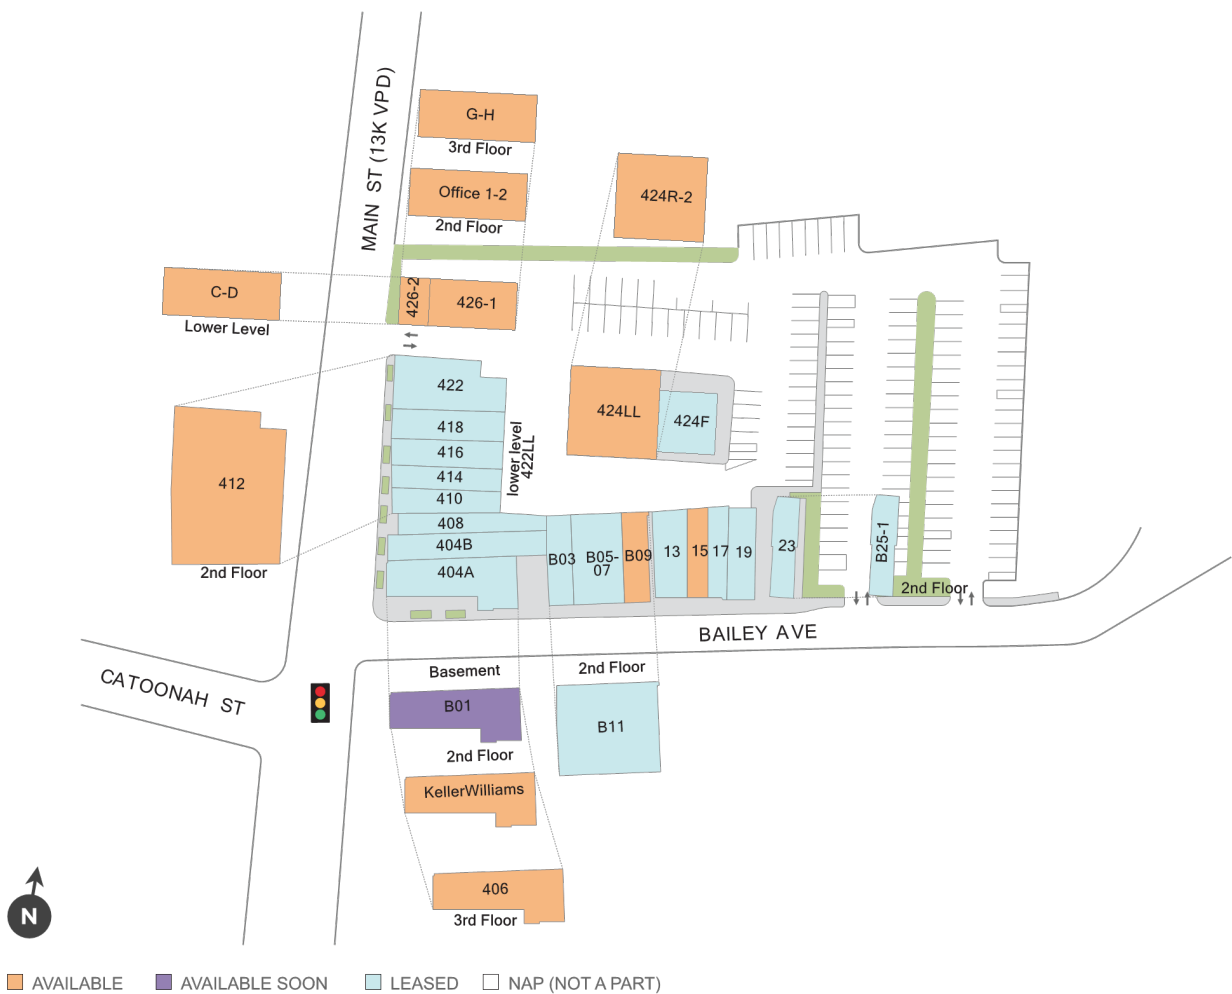 MAIN ST (13K VPD)
G-H
3rd Floor
Office 1-2
2nd Floor
424R-2
C-D
Lower Level
426-2
426-1
422
418
416
414
410
408
404B
404A
lower level
422LL
424LL
424F
412
2nd Floor
B03
B05-
07
B09
13
15
17
19
23
B25-1
2nd Floor
BAILEY AVE
CATOONAH ST
Basement
B01
2nd Floor
B11
2nd Floor
KellerWilliams
406
3rd Floor
N
AVAILABLE
AVAILABLE SOON
LEASED
NAP (NOT A PART)